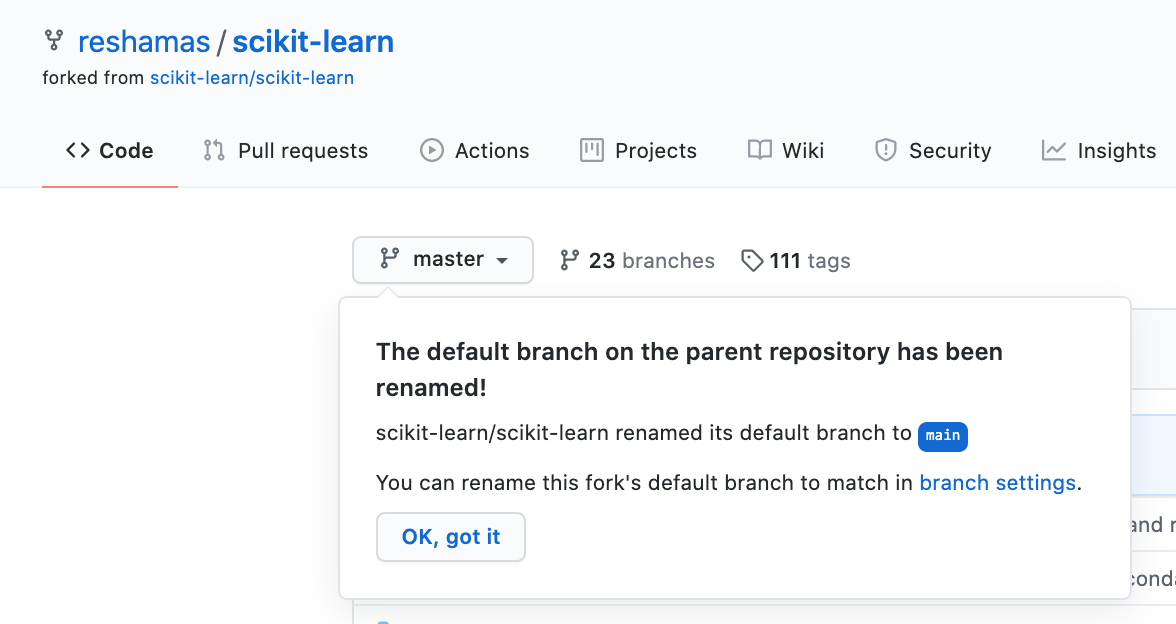 reshamas / scikit-learn
forked from scikit-learn/scikit-learn
Code Pull requests Actions Projects Wiki Security Insights
master 23 branches 111 tags
The default branch on the parent repository has been
renamed!
scikit-learn/scikit-learn renamed its default branch to main
You can rename this fork's default branch to match in branch settings.
and
OK, got it